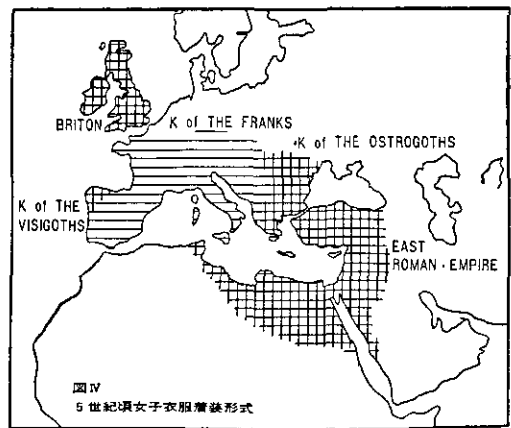 BRITON
K of THE FRANKS
K of THE OSTROGOTHS
K of THE
VISIGOTHS
EAST
ROMAN・EMPIRE
図Ⅳ
5世紀頃女子衣服着装形式